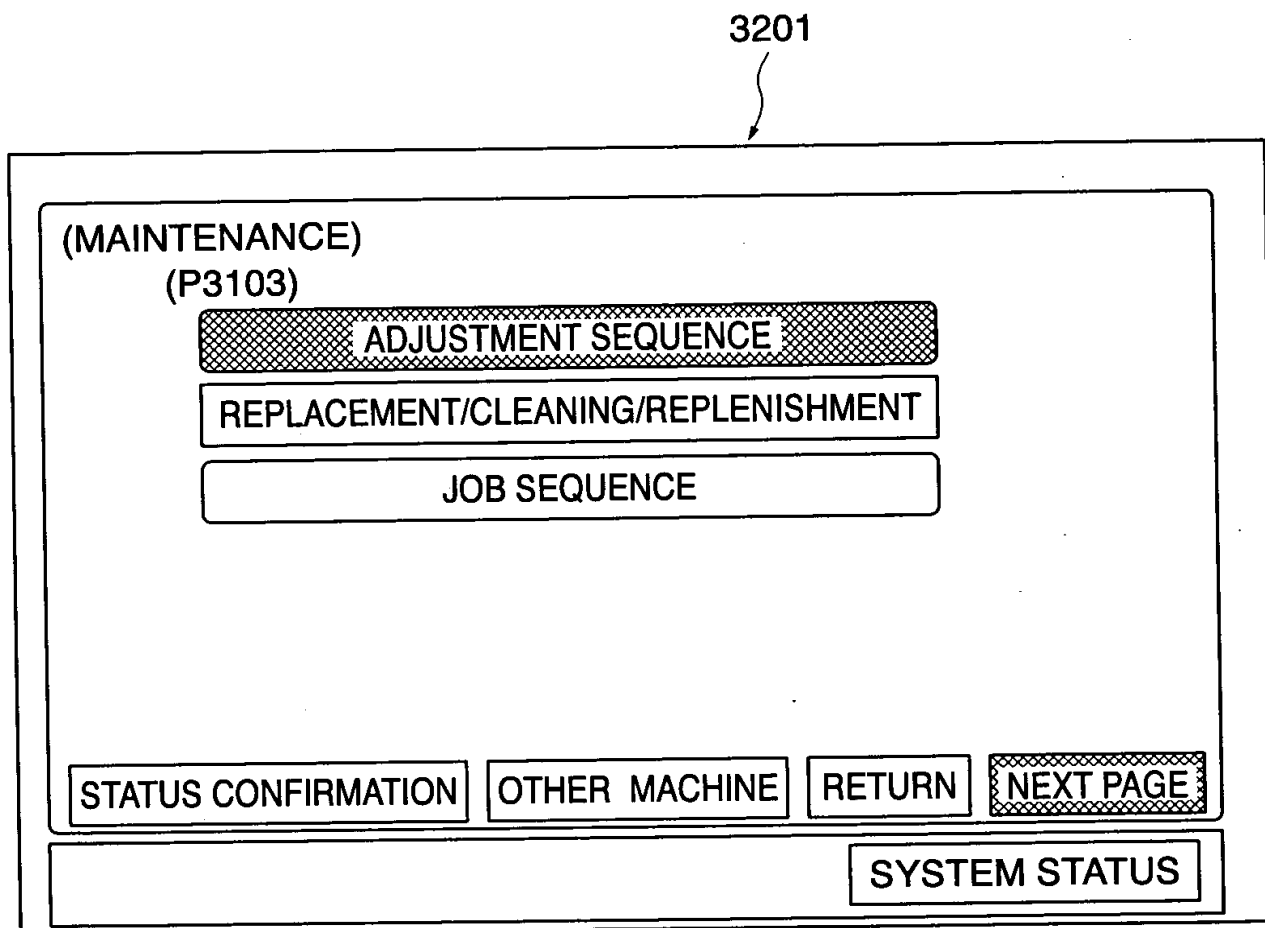 3201
(MAINTENANCE)
(P3103)
ADJUSTMENT SEQUENCE
REPLACEMENT/CLEANING/REPLENISHMENT
JOB SEQUENCE
STATUS CONFIRMATION OTHER MACHINE RETURN NEXT PAGE
SYSTEM STATUS